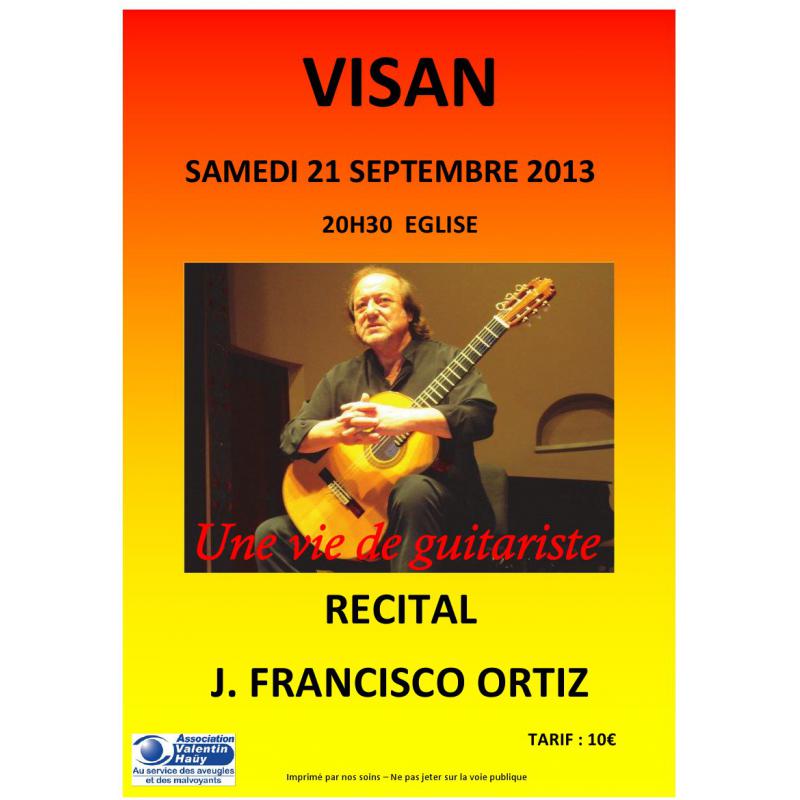 VISAN
SAMEDI 21 SEPTEMBRE 2013
20H30 EGLISE
Une vie de guitariste
RECITAL
J. FRANCISCO ORTIZ
TARIF : 10€
Association
Valentin
Haüy
Au service des aveugles
et des malvoyants
Imprimé par nos soins – Ne pas jeter sur la voie publique